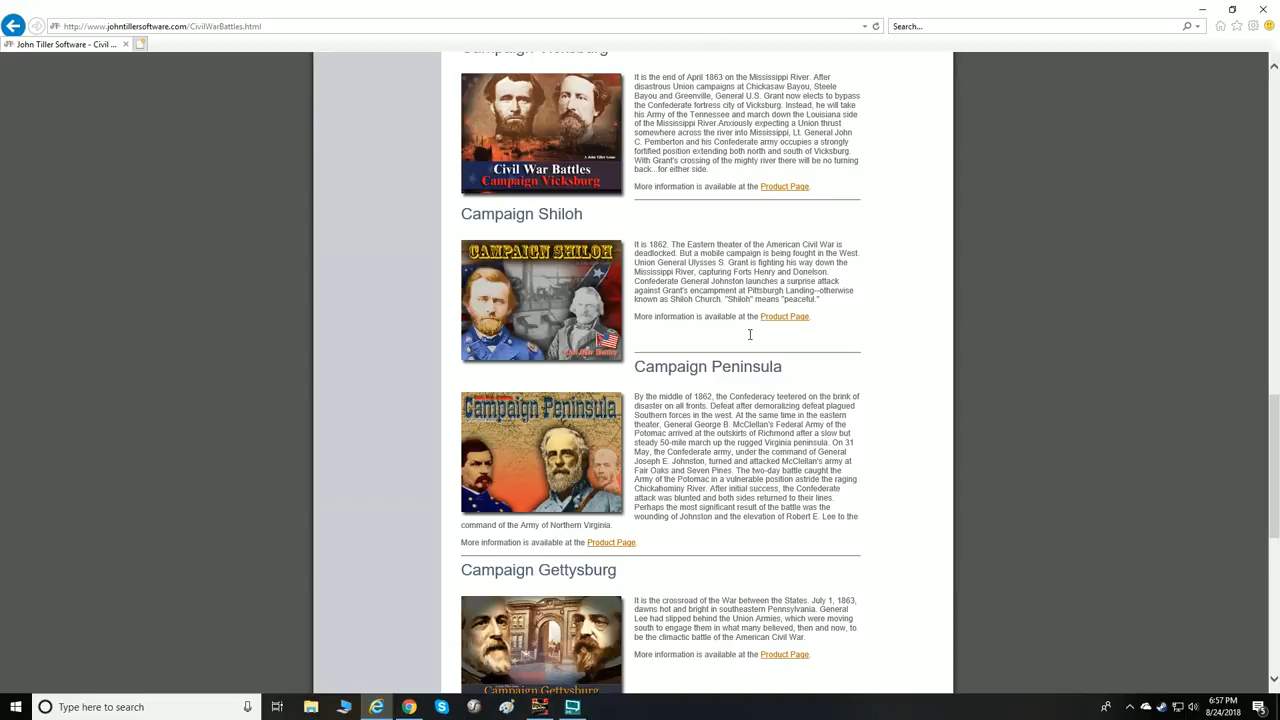 http://www.johntillersoftware.com/CivilWarBattles.html
Search...
John Tiller Software - Civil ...
Campaign Vicksburg
It is the end of April 1863 on the Mississippi River. After
disastrous Union campaigns at Chickasaw Bayou, Steele
Bayou and Greenville, General U.S. Grant now elects to bypass
the Confederate fortress city of Vicksburg. Instead, he will take
his Army of the Tennessee and march down the Louisiana side
of the Mississippi River.Anxiously expecting a Union thrust
somewhere across the river into Mississippi, Lt. General John
C. Pemberton and his Confederate army occupies a strongly
fortified position extending both north and south of Vicksburg.
With Grant's crossing of the mighty river there will be no turning
back...for either side.
A John Tiller Game
Civil War Battles
Campaign Vicksburg
More information is available at the Product Page.
Campaign Shiloh
CAMPAIGN SHILOH
It is 1862. The Eastern theater of the American Civil War is
deadlocked. But a mobile campaign is being fought in the West.
Union General Ulysses S. Grant is fighting his way down the
Mississippi River, capturing Forts Henry and Donelson.
Confederate General Johnston launches a surprise attack
against Grant's encampment at Pittsburg Landing--otherwise
known as Shiloh Church. "Shiloh" means "peaceful."
More information is available at the Product Page.
Campaign Peninsula
Campaign Peninsula
By the middle of 1862, the Confederacy teetered on the brink of
disaster on all fronts. Defeat after demoralizing defeat plagued
Southern forces in the west. At the same time in the eastern
theater, General George B. McClellan's Federal Army of the
Potomac arrived at the outskirts of Richmond after a slow but
steady 50-mile march up the rugged Virginia peninsula. On 31
May, the Confederate army, under the command of General
Joseph E. Johnston, turned and attacked McClellan's army at
Fair Oaks and Seven Pines. The two-day battle caught the
Army of the Potomac in a vulnerable position astride the raging
Chickahominy River. After initial success, the Confederate
attack was blunted and both sides returned to their lines.
Perhaps the most significant result of the battle was the
wounding of Johnston and the elevation of Robert E. Lee to the
command of the Army of Northern Virginia.
More information is available at the Product Page.
Campaign Gettysburg
It is the crossroad of the War between the States. July 1, 1863,
dawns hot and bright in southeastern Pennsylvania. General
Lee had slipped behind the Union Armies, which were moving
south to engage them in what many believed, then and now, to
be the climactic battle of the American Civil War.
More information is available at the Product Page.
Campaign Gettysburg
Type here to search
6:57 PM
8/24/2018